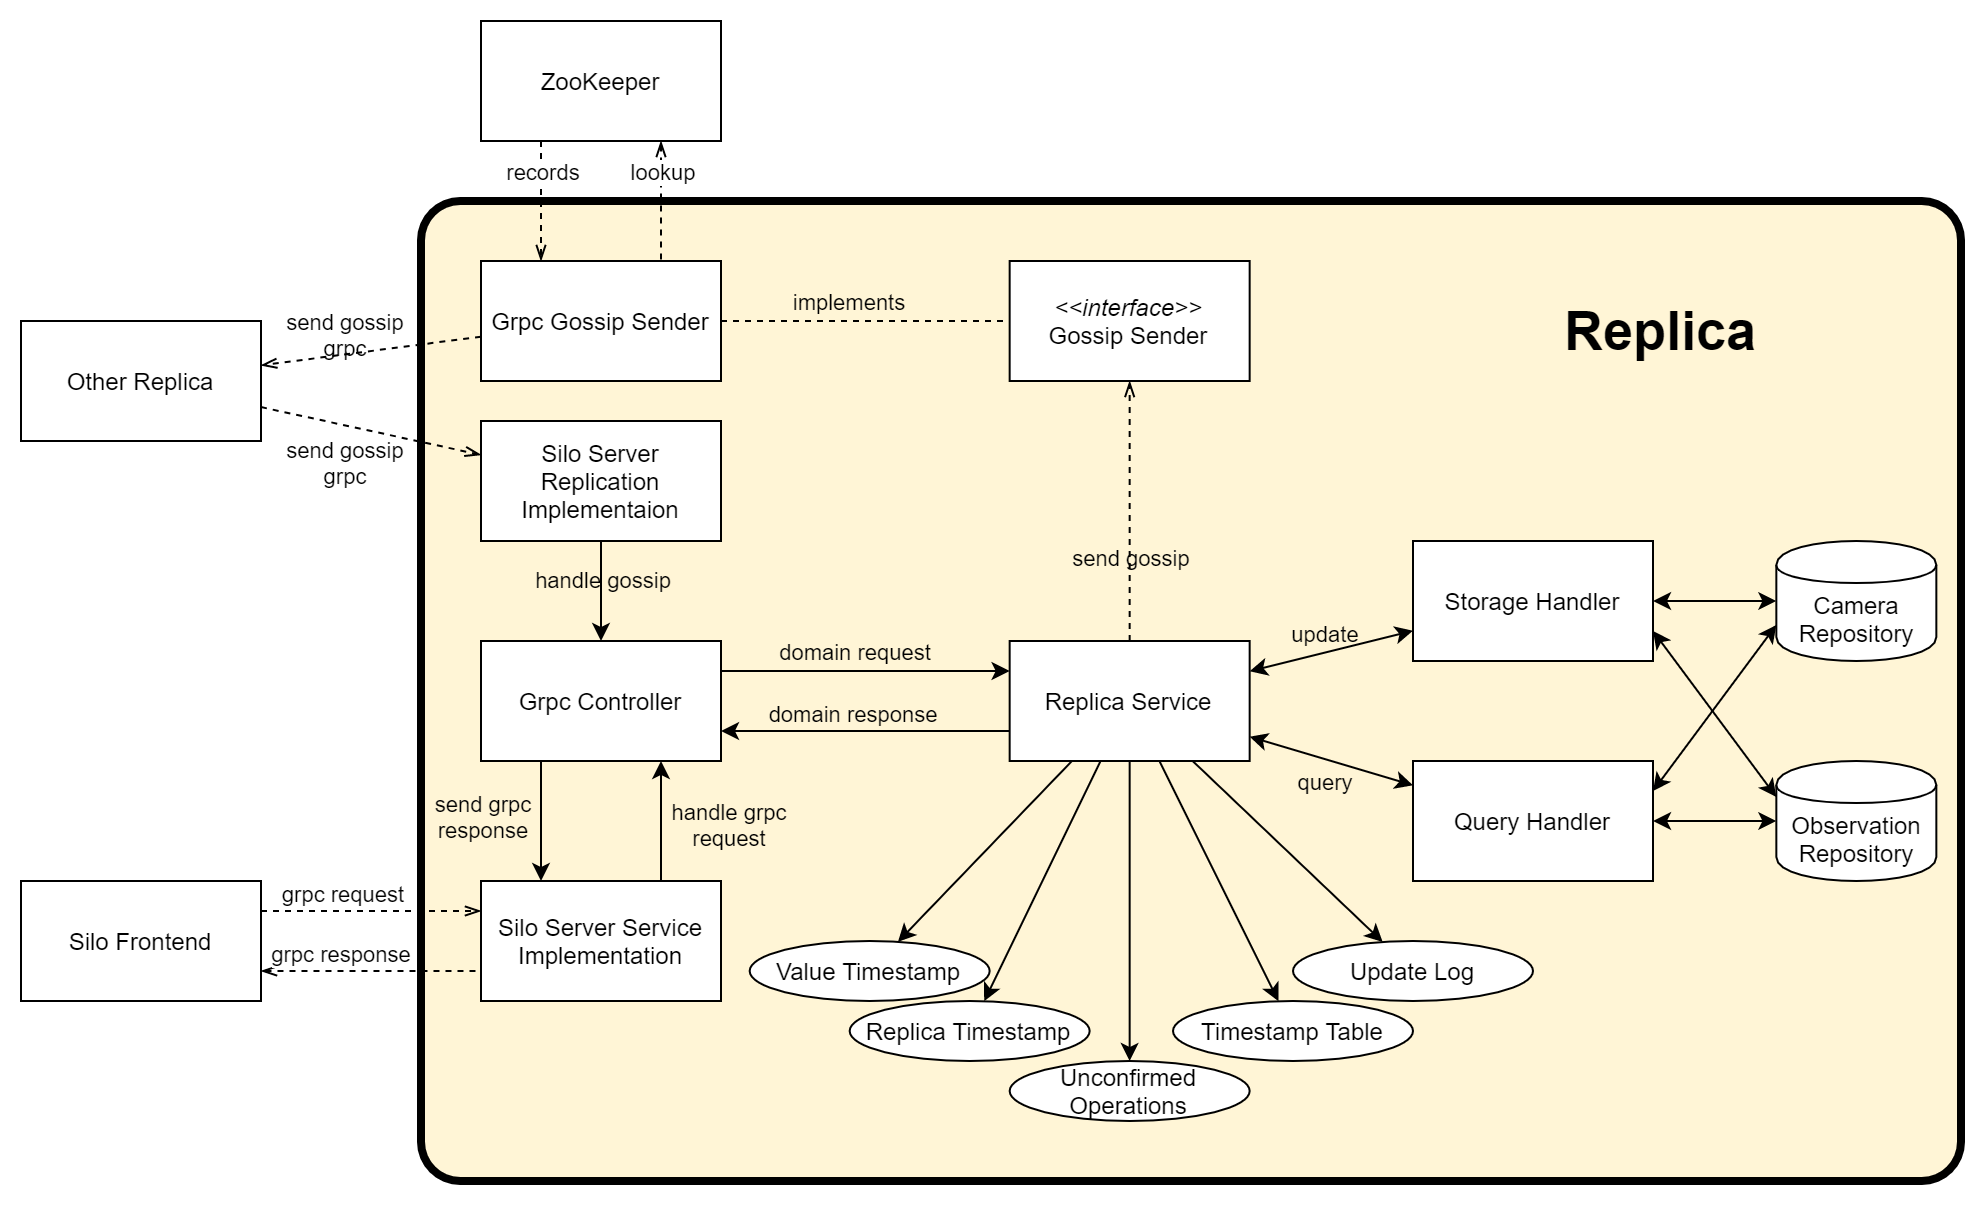 ZooKeeper
records
lookup
Grpc Gossip Sender
implements
<<interface>>
Gossip Sender
Replica
send gossip
grpc
Other Replica
send gossip
grpc
Silo Server
Replication
Implementaion
handle gossip
send gossip
Grpc Controller
domain request
domain response
Replica Service
update
query
Storage Handler
Query Handler
Camera
Repository
Observation
Repository
send grpc
response
handle grpc
request
Silo Frontend
grpc request
grpc response
Silo Server Service
Implementation
Value Timestamp
Replica Timestamp
Unconfirmed
Operations
Timestamp Table
Update Log